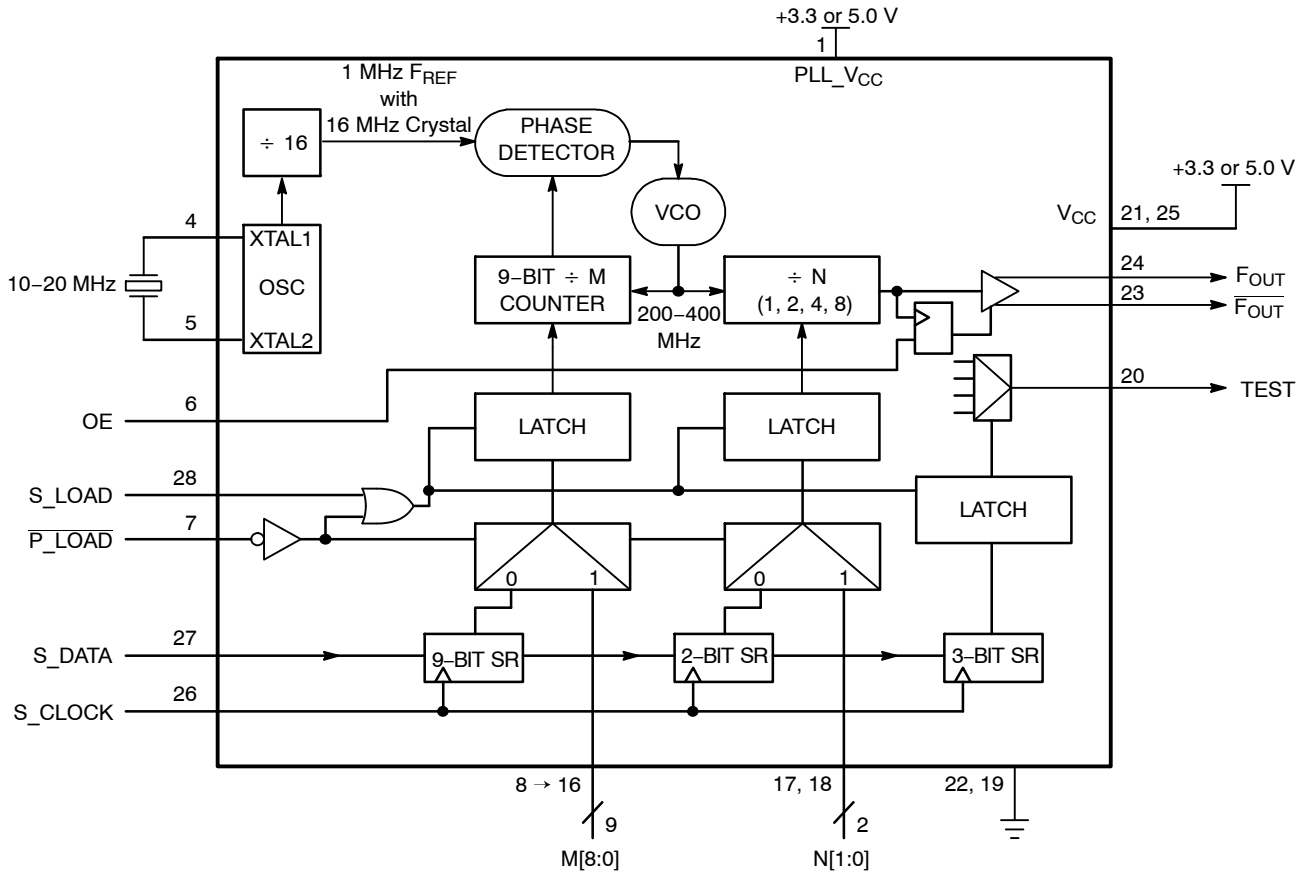 +3.3 or 5.0 V
1
PLL_VCC
1 MHz FREF
with
16 MHz Crystal
÷ 16
PHASE
DETECTOR
VCO
+3.3 or 5.0 V
VCC
21, 25
4
XTAL1
10−20 MHz
OSC
5
XTAL2
9−BIT ÷ M
COUNTER
200−400
MHz
÷ N
(1, 2, 4, 8)
24
FOUT
23
FOUT
20
TEST
OE
6
LATCH
LATCH
S_LOAD
28
P_LOAD
7
LATCH
0
1
0
1
S_DATA
27
9−BIT SR
2−BIT SR
3−BIT SR
S_CLOCK
26
8 → 16
17, 18
22, 19
9
2
M[8:0]
N[1:0]